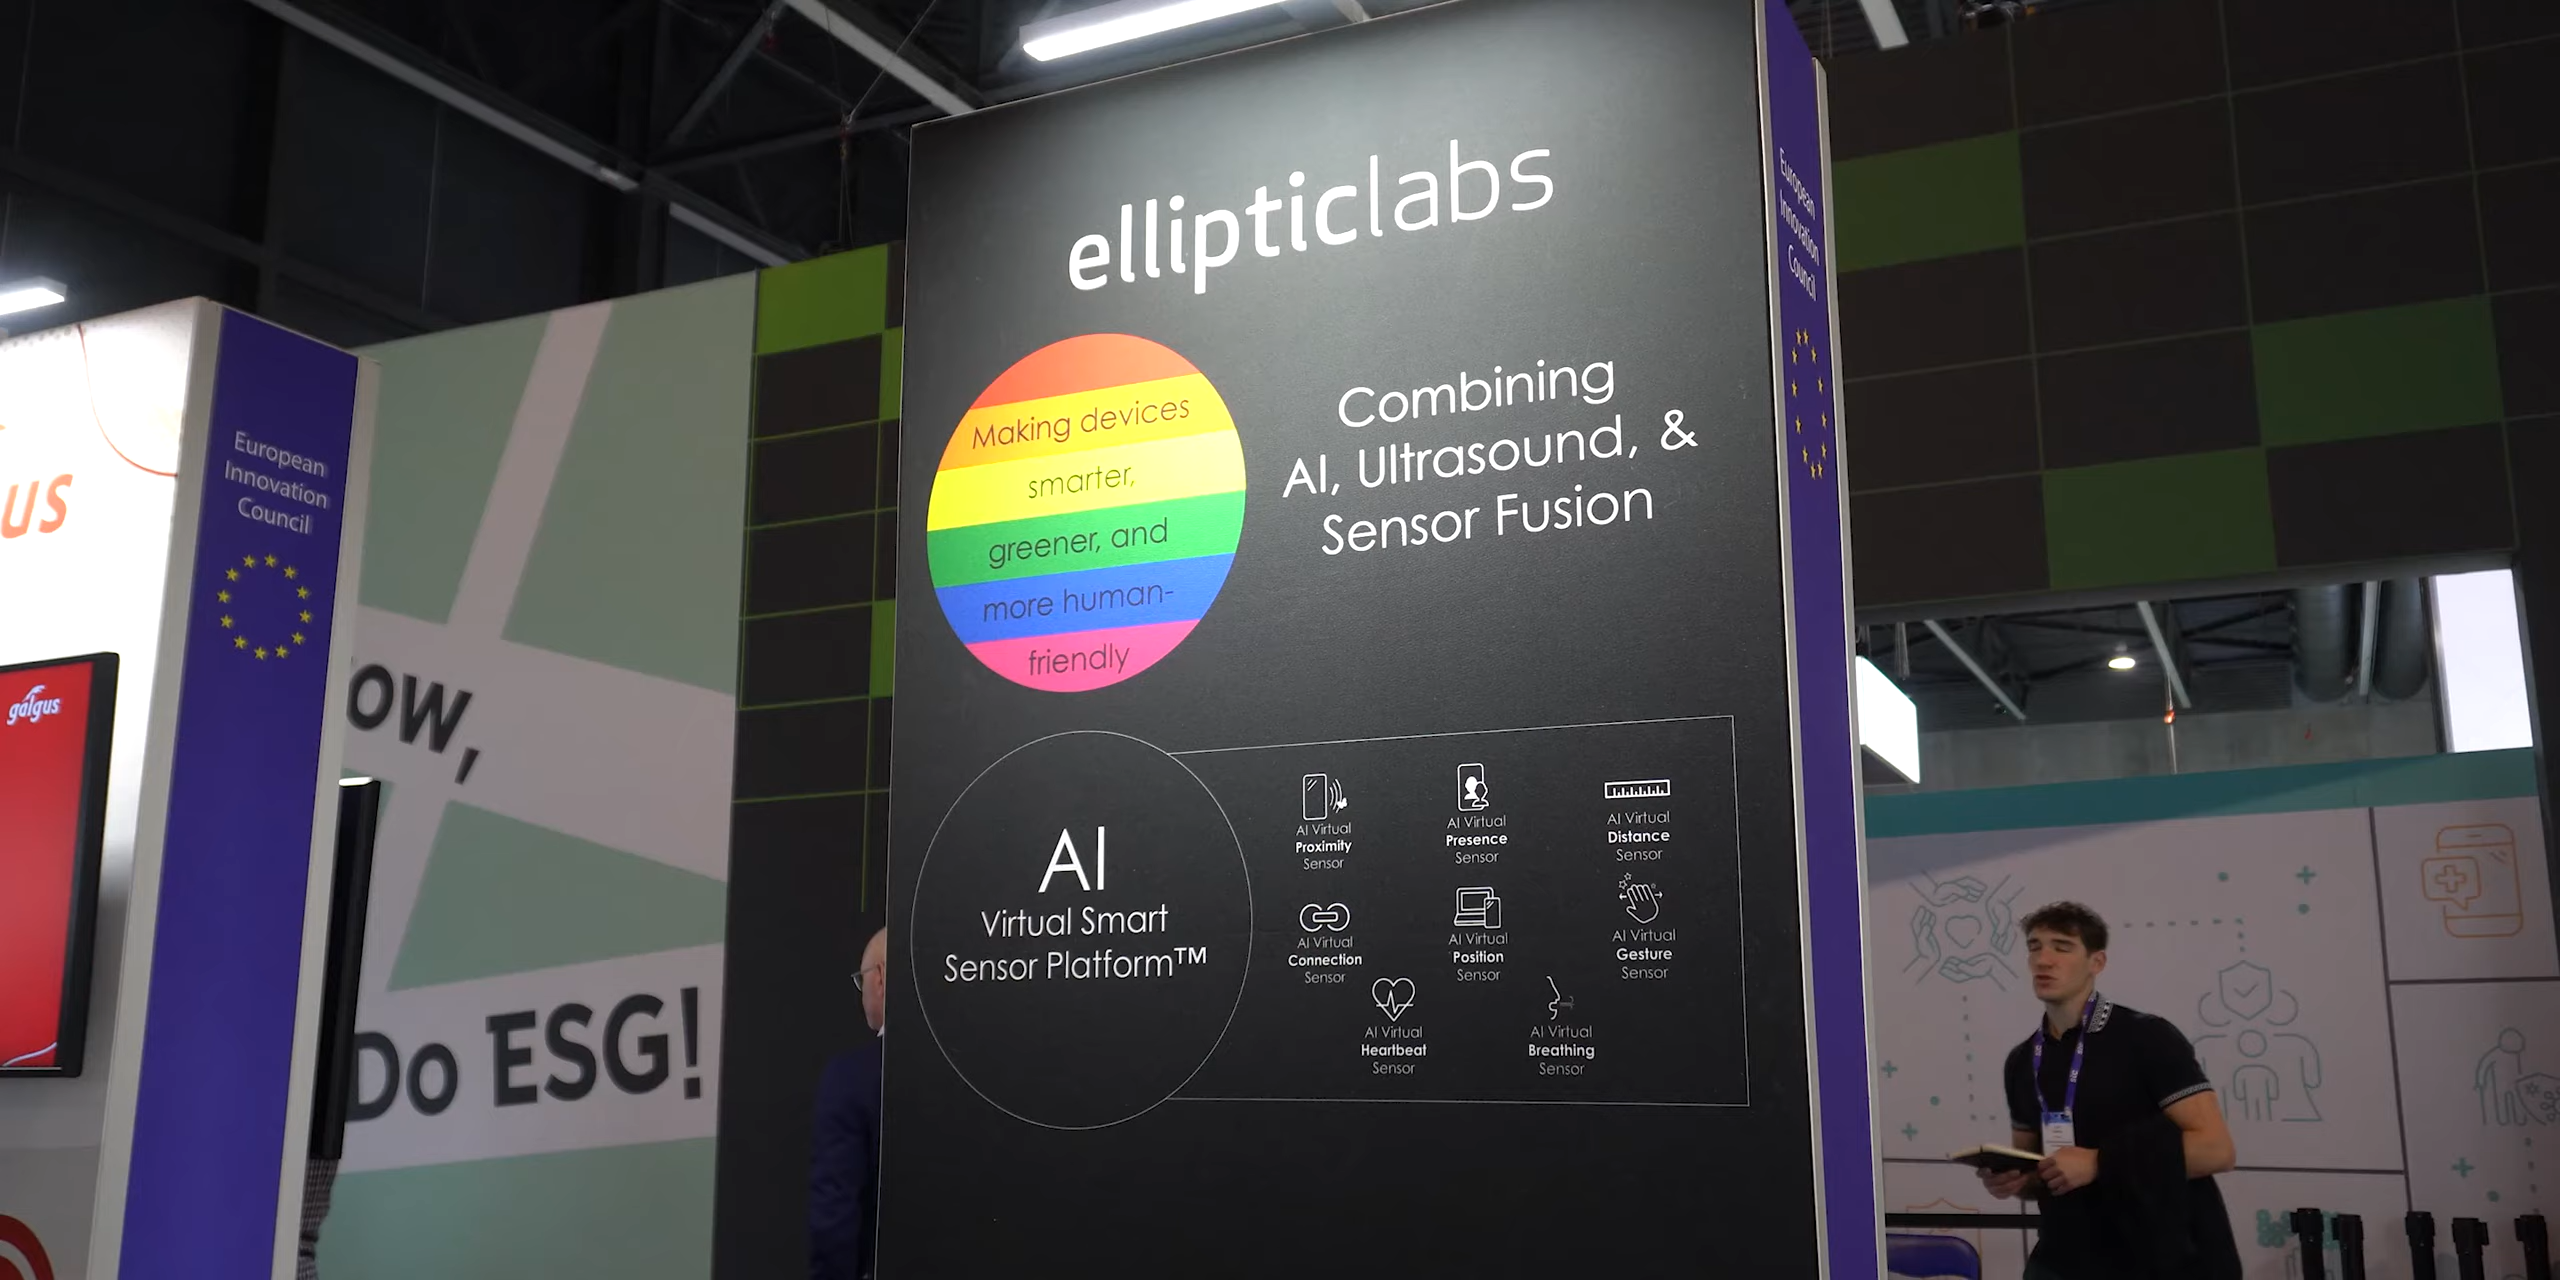 ellipticlabs
Making devices
smarter,
greener, and
more human-
friendly
Combining
AI, Ultrasound, &
Sensor Fusion
AI
Virtual Smart
Sensor Platform™
AI Virtual
Proximity
Sensor
AI Virtual
Presence
Sensor
AI Virtual
Distance
Sensor
AI Virtual
Connection
Sensor
AI Virtual
Position
Sensor
AI Virtual
Gesture
Sensor
AI Virtual
Heartbeat
Sensor
AI Virtual
Breathing
Sensor
European
Innovation
Council
European
Innovation
Council
us
galgus
ow,
Do ESG!